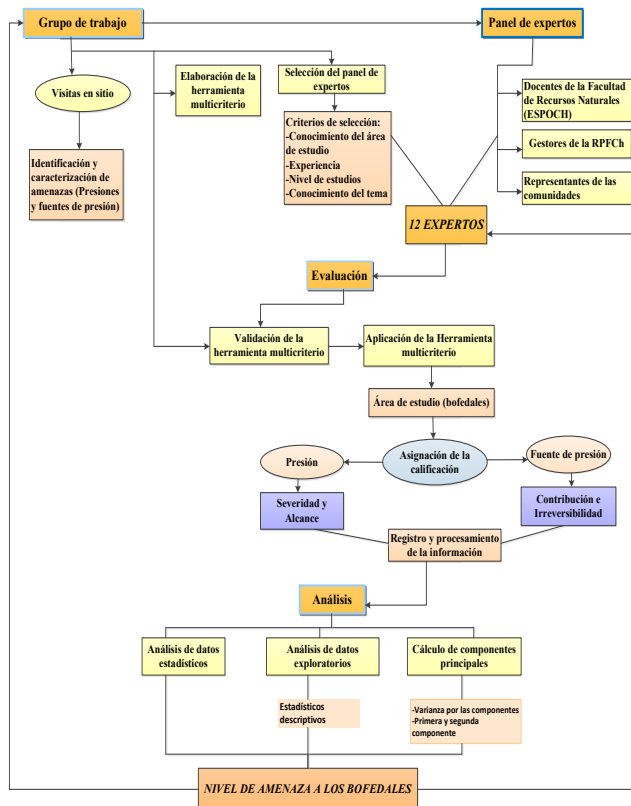 Grupo de trabajo
Panel de expertos
Visitas en sitio
Elaboración de la
herramienta
multicriterio
Selección del panel de
expertos
Docentes de la Facultad
de Recursos Naturales
(ESPOCH)
Identificación y
caracterización de
amenazas (Presiones
y fuentes de presión)
Criterios de selección:
-Conocimiento del área
de estudio
-Experiencia
-Nivel de estudios
-Conocimiento del tema
Gestores de la RPFCh
Representantes de las
comunidades
12 EXPERTOS
Evaluación
Validación de la
herramienta multicriterio
Aplicación de la Herramienta
multicriterio
Área de estudio (bofedales)
Presión
Asignación de la
calificación
Fuente de presión
Severidad y
Alcance
Contribución e
Irreversibilidad
Registro y procesamiento
de la información
Análisis
Análisis de datos
estadísticos
Análisis de datos
exploratorios
Cálculo de componentes
principales
Estadísticos
descriptivos
-Varianza por las componentes
-Primera y segunda
componente
NIVEL DE AMENAZA A LOS BOFEDALES